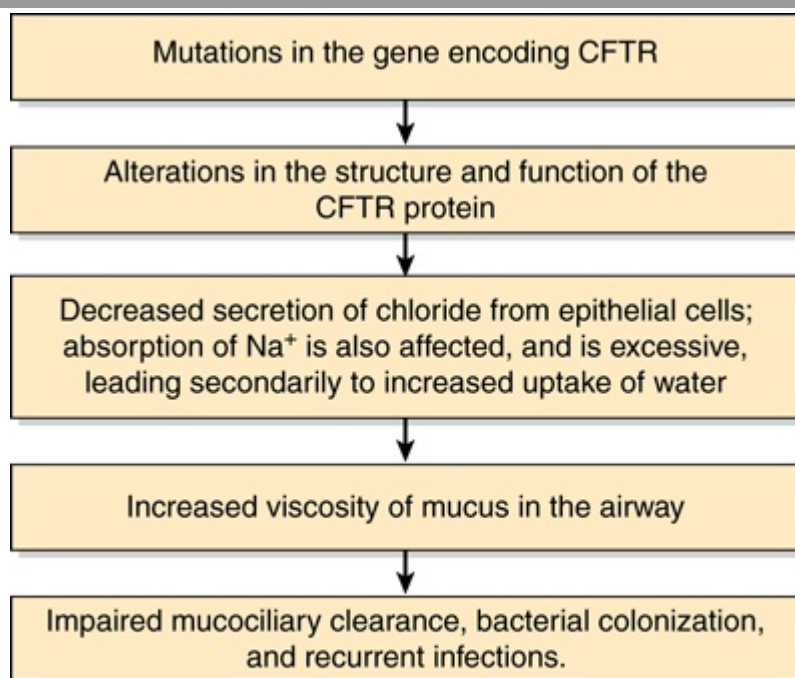 Mutations in the gene encoding CFTR
Alterations in the structure and function of the
CFTR protein
Decreased secretion of chloride from epithelial cells;
absorption of Na⁺ is also affected, and is excessive,
leading secondarily to increased uptake of water
Increased viscosity of mucus in the airway
Impaired mucociliary clearance, bacterial colonization,
and recurrent infections.